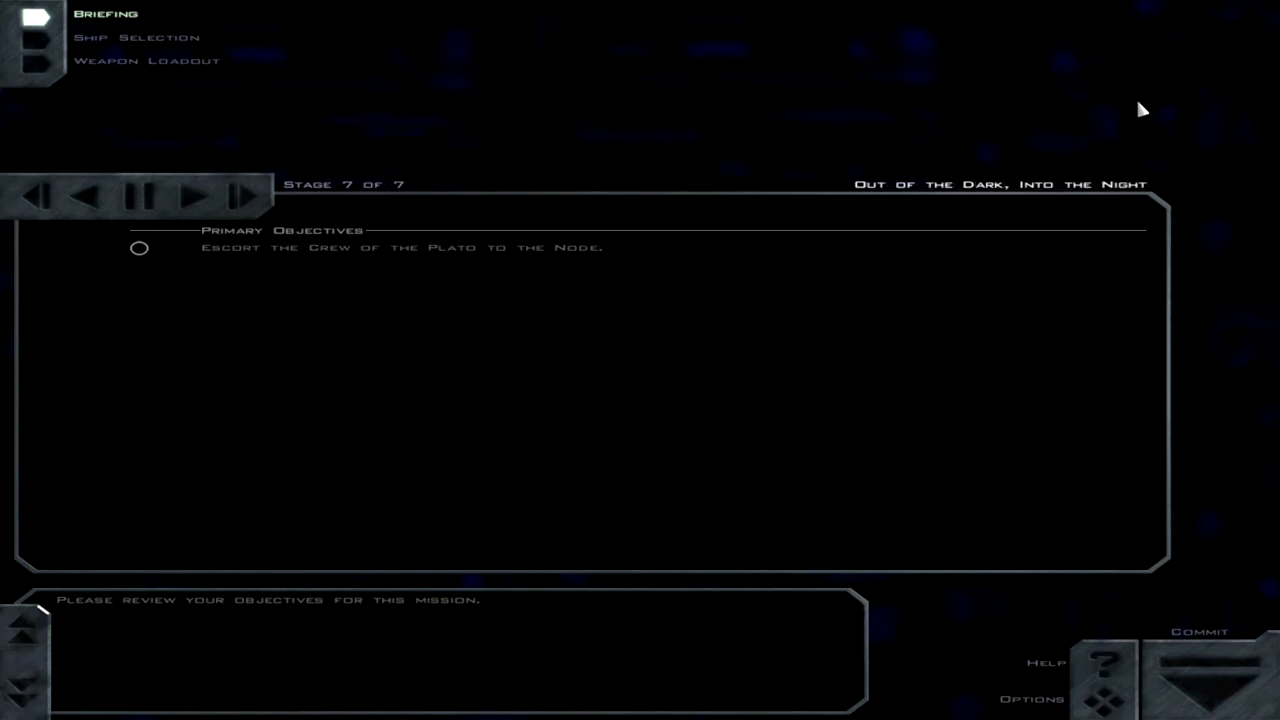 Briefing
Ship Selection
Weapon Loadout
Stage 7 of 7
Out of the Dark, Into the Night
Primary Objectives
Escort the Crew of the Plato to the Node.
Please review your objectives for this mission.
Commit
Help
?
Options